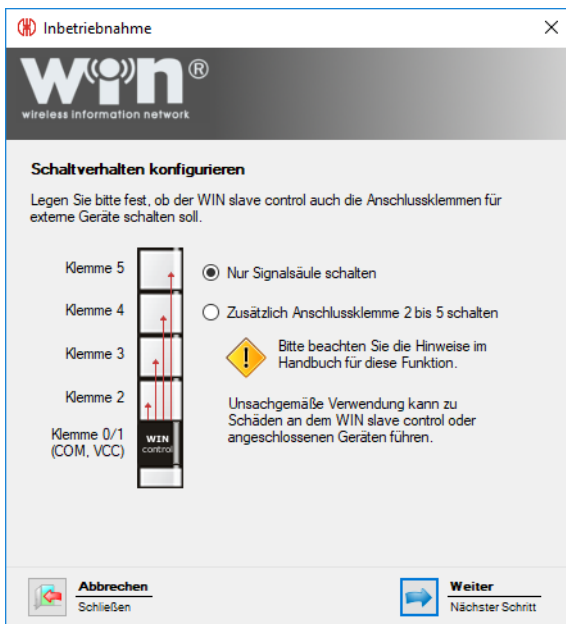 Inbetriebnahme
WIN®
wireless information network
Schaltverhalten konfigurieren
Legen Sie bitte fest, ob der WIN slave control auch die Anschlussklemmen für
externe Geräte schalten soll.
Klemme 5
Nur Signalsäule schalten
Klemme 4
Zusätzlich Anschlussklemme 2 bis 5 schalten
Klemme 3
Bitte beachten Sie die Hinweise im
Handbuch für diese Funktion.
Klemme 2
Unsachgemäße Verwendung kann zu
Schäden an dem WIN slave control oder
angeschlossenen Geräten führen.
Klemme 0/1
(COM, VCC)
WIN
control
Abbrechen
Schließen
Weiter
Nächster Schritt